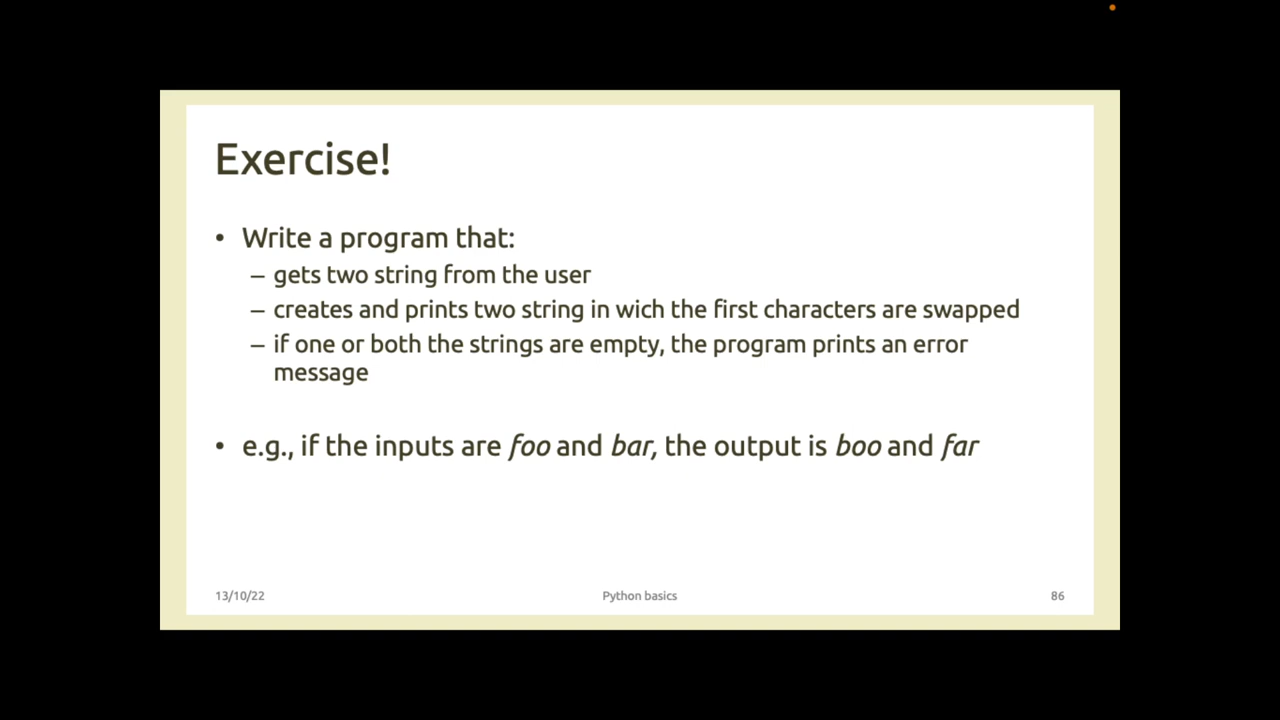 Exercise!
• Write a program that:
– gets two string from the user
– creates and prints two string in wich the first characters are swapped
– if one or both the strings are empty, the program prints an error
message
• e.g., if the inputs are foo and bar, the output is boo and far
13/10/22 Python basics 86